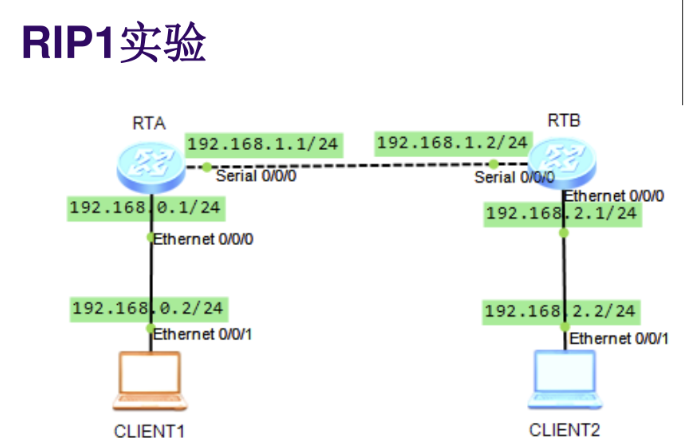 RIP1实验
RTA
RTB
192.168.1.1/24
192.168.1.2/24
Serial 0/0/0
Serial 0/0/0
Ethernet 0/0/0
192.168.0.1/24
192.168.2.1/24
Ethernet 0/0/0
192.168.0.2/24
192.168.2.2/24
Ethernet 0/0/1
Ethernet 0/0/1
CLIENT1
CLIENT2